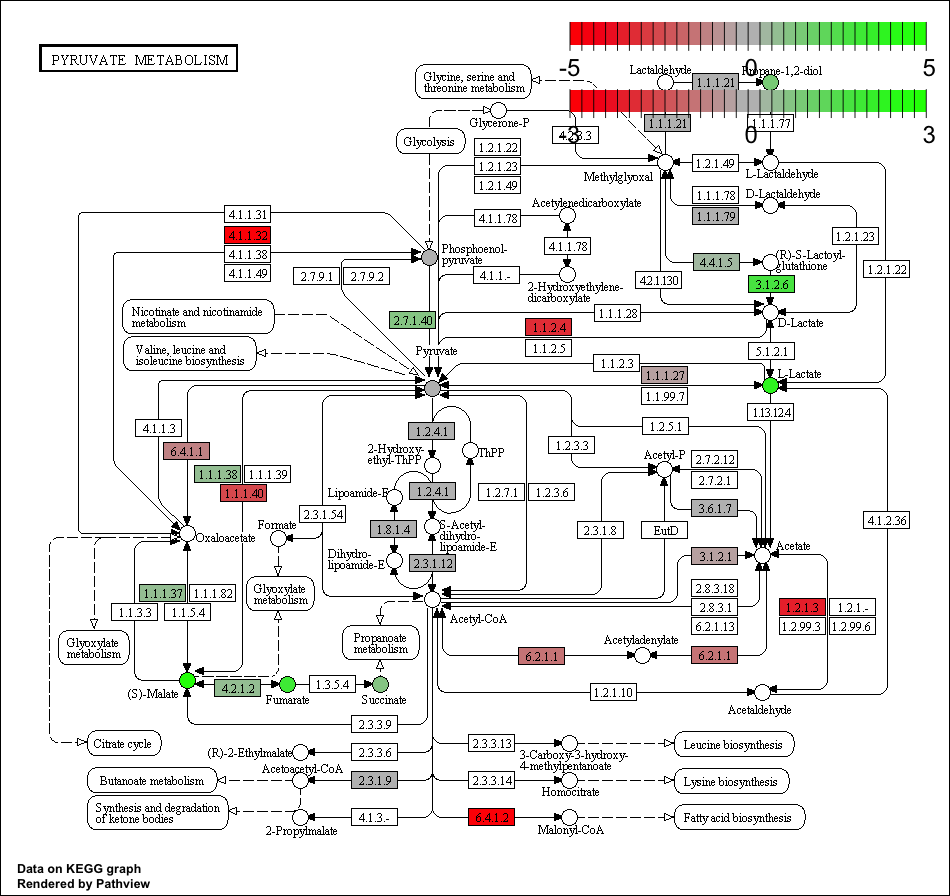 PYRUVATE METABOLISM
-5
0
5
-3
0
3
Glycine, serine and
threonine metabolism
Lactaldehyde
1.1.1.21
Propane-1,2-diol
Glycerone-P
4.2.3.3
1.1.1.21
1.1.1.77
Glycolysis
1.2.1.22
1.2.1.23
1.2.1.49
1.2.1.49
Methylglyoxal
L-Lactaldehyde
D-Lactaldehyde
1.1.1.78
1.1.1.79
Acetylenedicarboxylate
4.1.1.78
4.1.1.78
4.1.1.31
4.1.1.32
4.1.1.38
4.1.1.49
1.2.1.23
1.2.1.22
Phosphoenol-
pyruvate
2.7.9.1
2.7.9.2
4.1.1.-
4.4.1.5
(R)-S-Lactoyl-
glutathione
4.2.1.130
3.1.2.6
2-Hydroxyethylene-
dicarboxylate
Nicotinate and nicotinamide
metabolism
2.7.1.40
1.1.1.28
1.1.2.4
D-Lactate
Valine, leucine and
isoleucine biosynthesis
Pyruvate
1.1.2.5
5.1.2.1
1.1.2.3
1.1.1.27
L-Lactate
1.1.99.7
1.13.12.4
4.1.1.3
6.4.1.1
1.2.4.1
1.2.5.1
1.2.3.3
2-Hydroxy-
ethyl-ThPP
ThPP
Acetyl-P
2.7.2.12
2.7.2.1
1.1.1.38
1.1.1.39
1.1.1.40
Lipoamide-E
1.2.4.1
1.2.7.1
1.2.3.6
3.6.1.7
2.3.1.54
Formate
1.8.1.4
S-Acetyl-
dihydro-
lipoamide-E
2.3.1.8
EutD
4.1.2.36
Oxaloacetate
Dihydro-
lipoamide-E
2.3.1.12
3.1.2.1
Acetate
Glyoxylate
metabolism
1.1.1.37
1.1.1.82
1.1.3.3
1.1.5.4
2.8.3.18
2.8.3.1
6.2.1.13
1.2.1.3
1.2.1.-
1.2.99.3
1.2.99.6
Acetyl-CoA
Glyoxylate
metabolism
Propanoate
metabolism
Acetyladenylate
6.2.1.1
6.2.1.1
(S)-Malate
4.2.1.2
Fumarate
1.3.5.4
Succinate
1.2.1.10
Acetaldehyde
2.3.3.9
Citrate cycle
(R)-2-Ethylmalate
2.3.3.6
2.3.3.13
3-Carboxy-3-hydroxy-
4-methylpentanoate
Leucine biosynthesis
Butanoate metabolism
Acetoacetyl-CoA
2.3.1.9
2.3.3.14
Homocitrate
Lysine biosynthesis
Synthesis and degradation
of ketone bodies
2-Propylmalate
4.1.3.-
6.4.1.2
Malonyl-CoA
Fatty acid biosynthesis
Data on KEGG graph
Rendered by Pathview